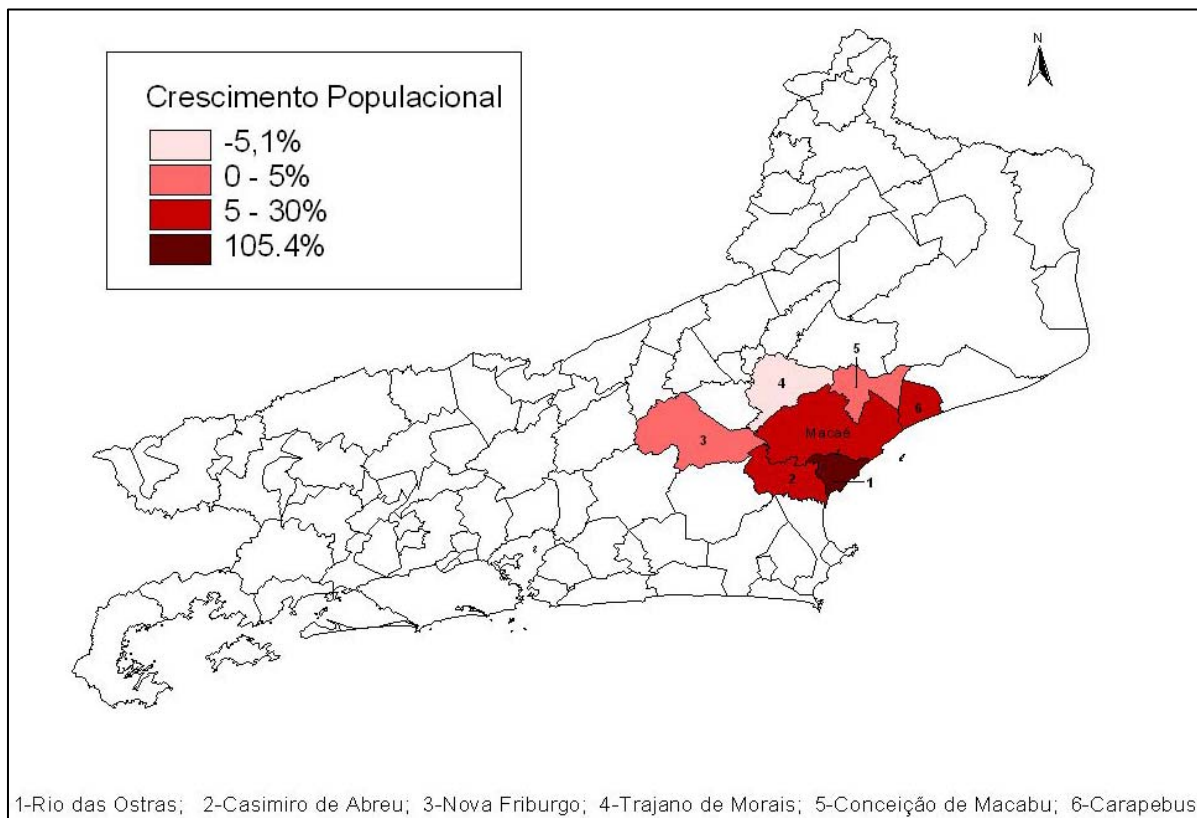 N
Crescimento Populacional
-5,1%
0 - 5%
5 - 30%
105.4%
5
4
6
Macaé
3
2
1
1-Rio das Ostras; 2-Casimiro de Abreu; 3-Nova Friburgo; 4-Trajano de Morais; 5-Conceição de Macabu; 6-Carapebus